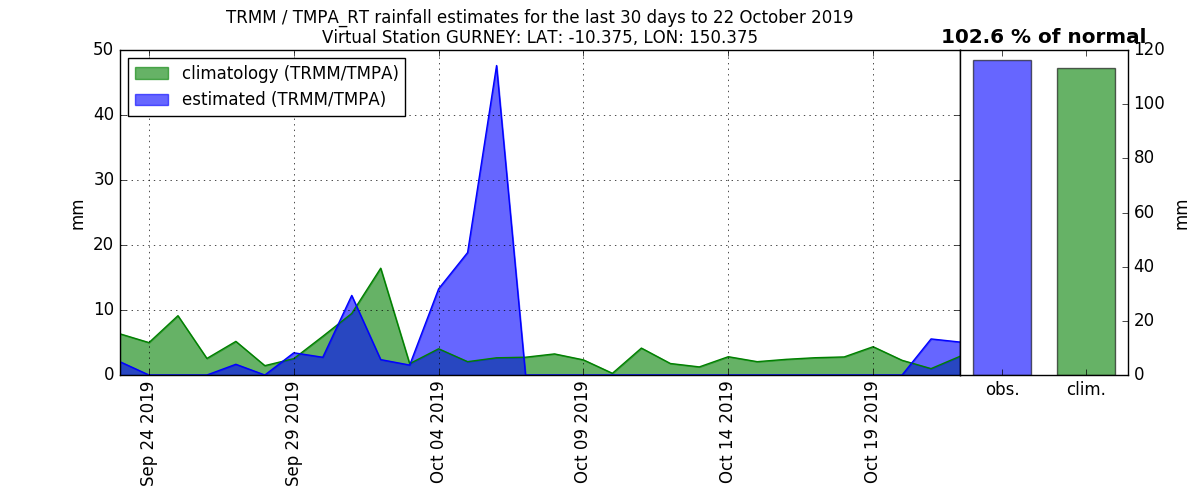 TRMM / TMPA_RT rainfall estimates for the last 30 days to 22 October 2019
Virtual Station GURNEY: LAT: -10.375, LON: 150.375
102.6 % of normal
climatology (TRMM/TMPA)
estimated (TRMM/TMPA)
50
40
30
20
10
0
mm
Sep 24 2019
Sep 29 2019
Oct 04 2019
Oct 09 2019
Oct 14 2019
Oct 19 2019
120
100
80
60
40
20
0
mm
obs.
clim.